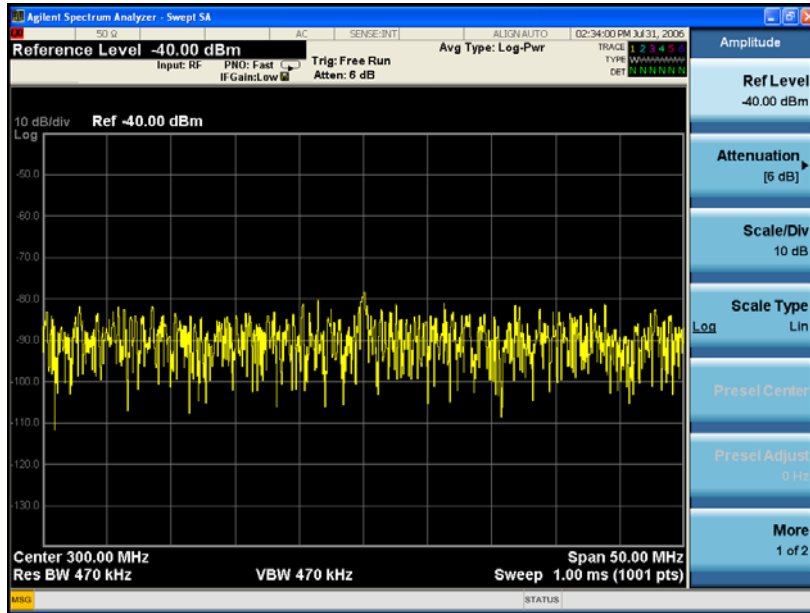 Agilent Spectrum Analyzer - Swept SA
50 Ω AC SENSE:INT ALIGN AUTO 02:34:00 PM Jul 31, 2006
Reference Level -40.00 dBm
Input: RF PNO: Fast Trig: Free Run Avg Type: Log-Pwr
IFGain:Low Atten: 6 dB
TRACE 1 2 3 4 5 6
TYPE
DET N N N N N N
10 dB/div Ref -40.00 dBm
Log
-50.0
-60.0
-70.0
-80.0
-90.0
-100.0
-110.0
-120.0
-130.0
Center 300.00 MHz Span 50.00 MHz
Res BW 470 kHz VBW 470 kHz Sweep 1.00 ms (1001 pts)
MSG STATUS
Amplitude
Ref Level
-40.00 dBm
Attenuation
[6 dB]
Scale/Div
10 dB
Scale Type
Log Lin
Presel Center
Presel Adjust
0 Hz
More
1 of 2